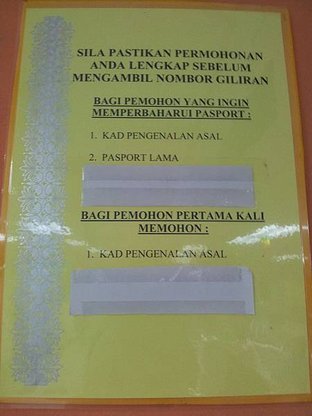 SILA PASTIKAN PERMOHONAN
ANDA LENGKAP SEBELUM
MENGAMBIL NOMBOR GILIRAN
BAGI PEMOHON YANG INGIN
MEMPERBAHARUI PASPORT :
1. KAD PENGENALAN ASAL
2. PASPORT LAMA
BAGI PEMOHON PERTAMA KALI
MEMOHON :
1. KAD PENGENALAN ASAL